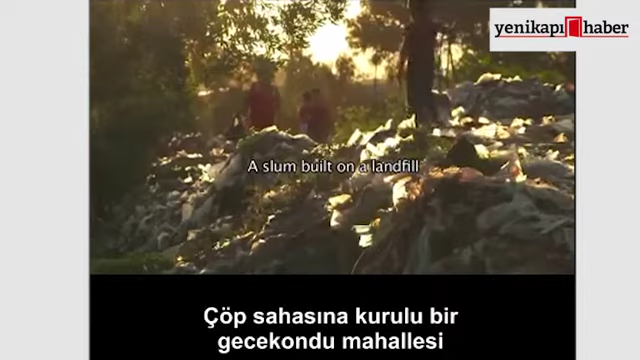 yenikapı haber
A slum built on a landfill
Çöp sahasına kurulu bir
gecekondu mahallesi